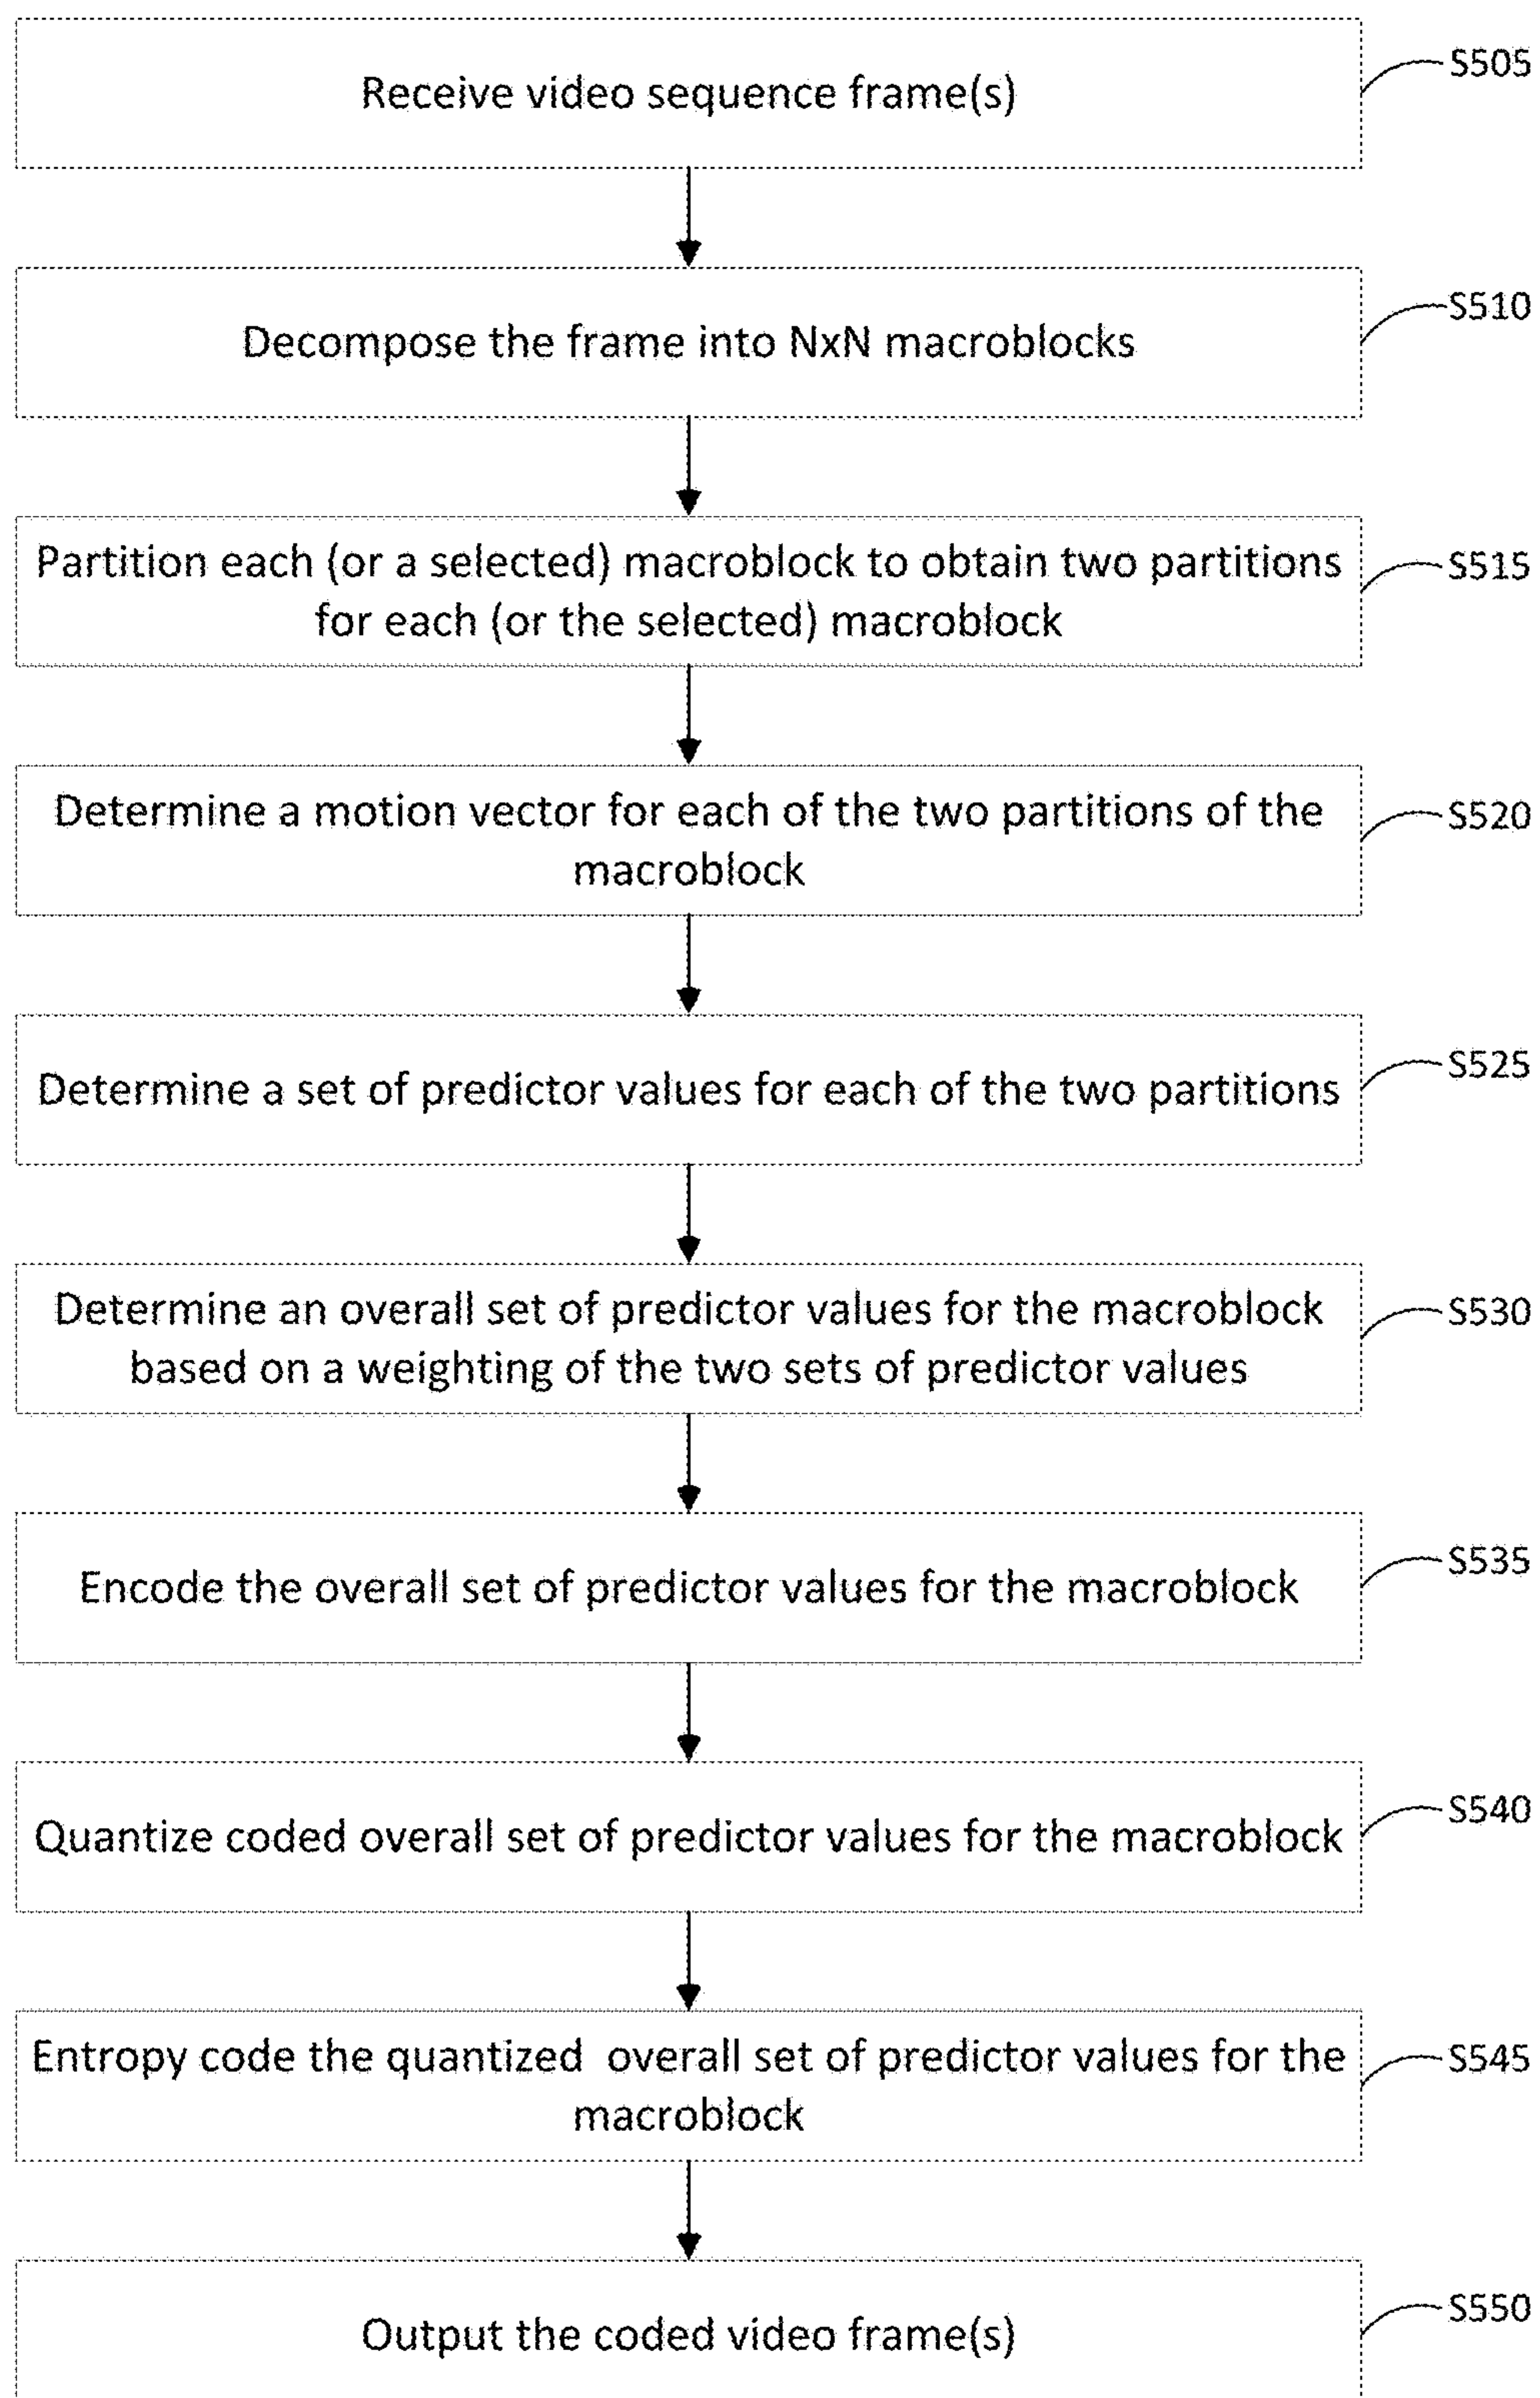 Receive video sequence frame(s)
S505
Decompose the frame into NxN macroblocks
S510
Partition each (or a selected) macroblock to obtain two partitions
for each (or the selected) macroblock
S515
Determine a motion vector for each of the two partitions of the
macroblock
S520
Determine a set of predictor values for each of the two partitions
S525
Determine an overall set of predictor values for the macroblock
based on a weighting of the two sets of predictor values
S530
Encode the overall set of predictor values for the macroblock
S535
Quantize coded overall set of predictor values for the macroblock
S540
Entropy code the quantized overall set of predictor values for the
macroblock
S545
Output the coded video frame(s)
S550